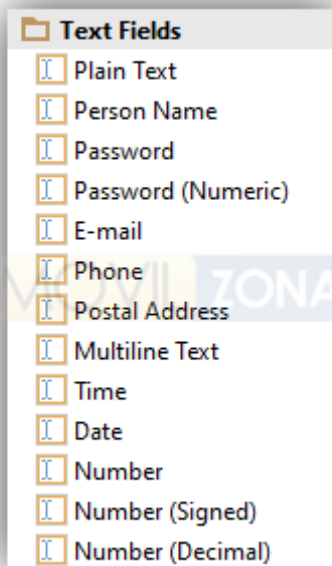 Text Fields
Plain Text
Person Name
Password
Password (Numeric)
E-mail
Phone
MOVIL ZONA
Postal Address
Multiline Text
Time
Date
Number
Number (Signed)
Number (Decimal)